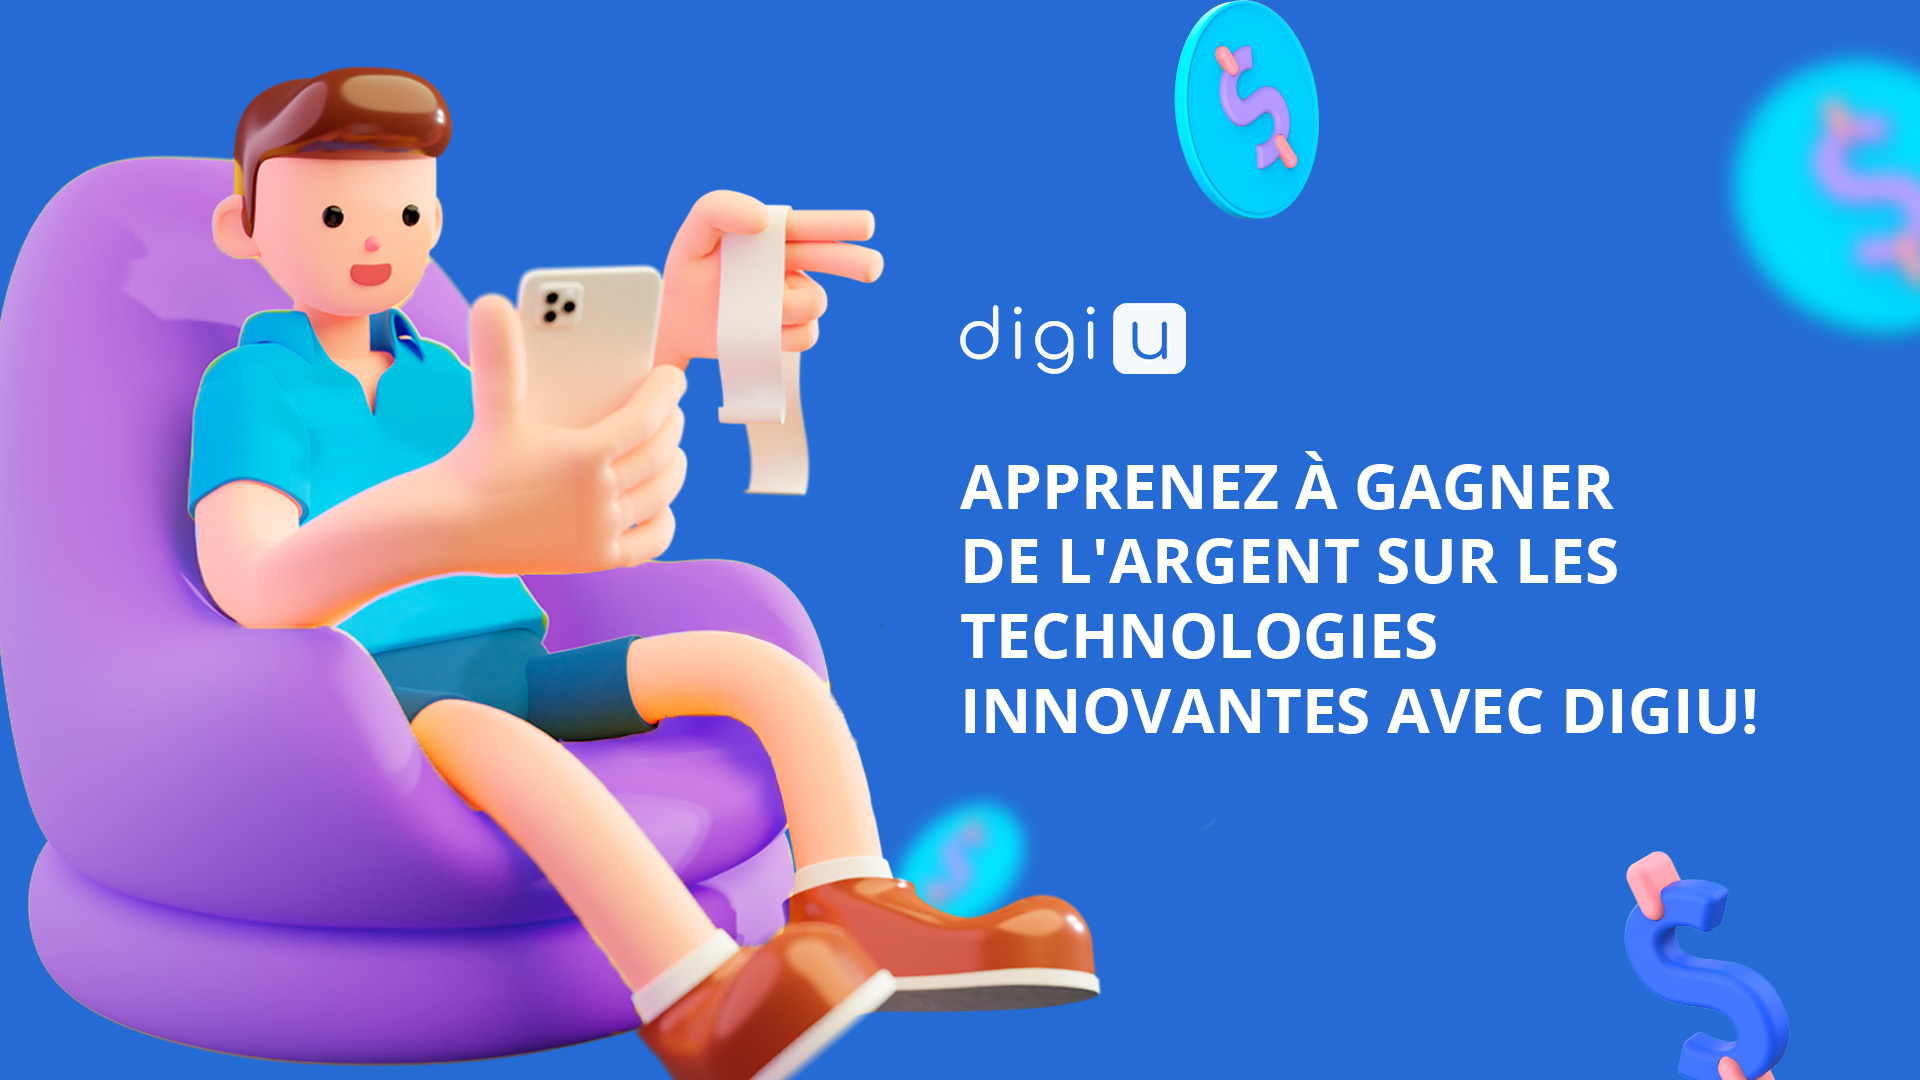 digi u
APPRENEZ À GAGNER
DE L'ARGENT SUR LES
TECHNOLOGIES
INNOVANTES AVEC DIGIU!